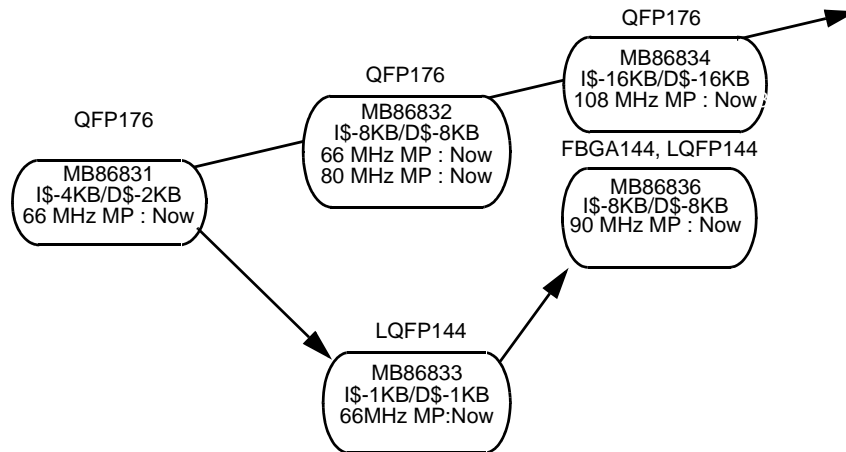 QFP176
MB86834
I$-16KB/D$-16KB
108 MHz MP : Now
QFP176
MB86832
I$-8KB/D$-8KB
66 MHz MP : Now
80 MHz MP : Now
QFP176
MB86831
I$-4KB/D$-2KB
66 MHz MP : Now
FBGA144, LQFP144
MB86836
I$-8KB/D$-8KB
90 MHz MP : Now
LQFP144
MB86833
I$-1KB/D$-1KB
66MHz MP:Now